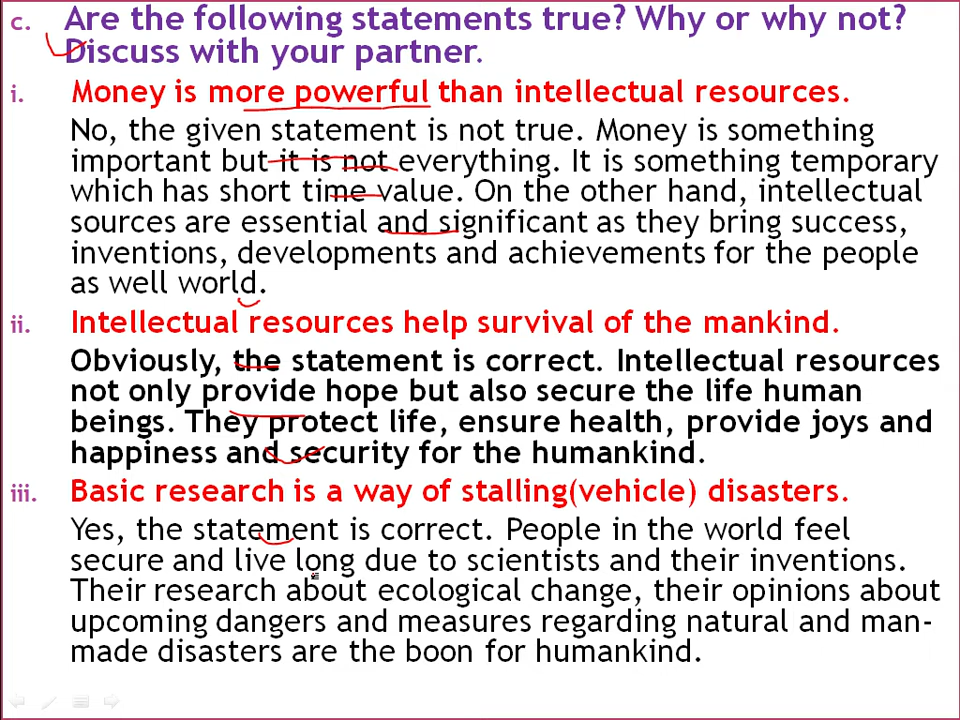 c. Are the following statements true? Why or why not?
Discuss with your partner.
i. Money is more powerful than intellectual resources.
No, the given statement is not true. Money is something
important but it is not everything. It is something temporary
which has short time value. On the other hand, intellectual
sources are essential and significant as they bring success,
inventions, developments and achievements for the people
as well world.
ii. Intellectual resources help survival of the mankind.
Obviously, the statement is correct. Intellectual resources
not only provide hope but also secure the life human
beings. They protect life, ensure health, provide joys and
happiness and security for the humankind.
iii. Basic research is a way of stalling(vehicle) disasters.
Yes, the statement is correct. People in the world feel
secure and live long due to scientists and their inventions.
Their research about ecological change, their opinions about
upcoming dangers and measures regarding natural and man-
made disasters are the boon for humankind.